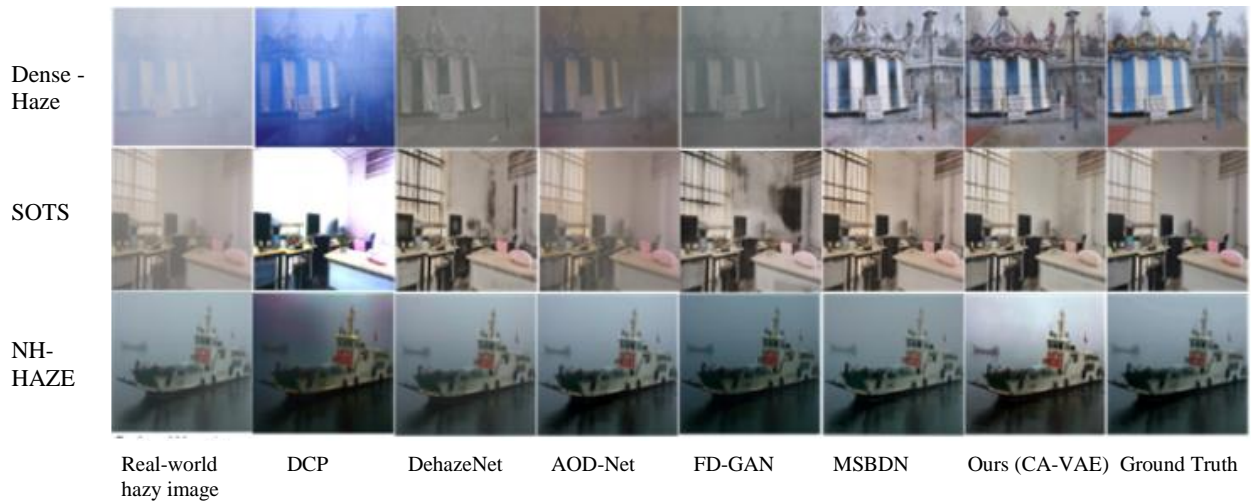 Dense -
Haze
SOTS
NH-
HAZE
Real-world
hazy image
DCP
DehazeNet
AOD-Net
FD-GAN
MSBDN
Ours (CA-VAE)
Ground Truth